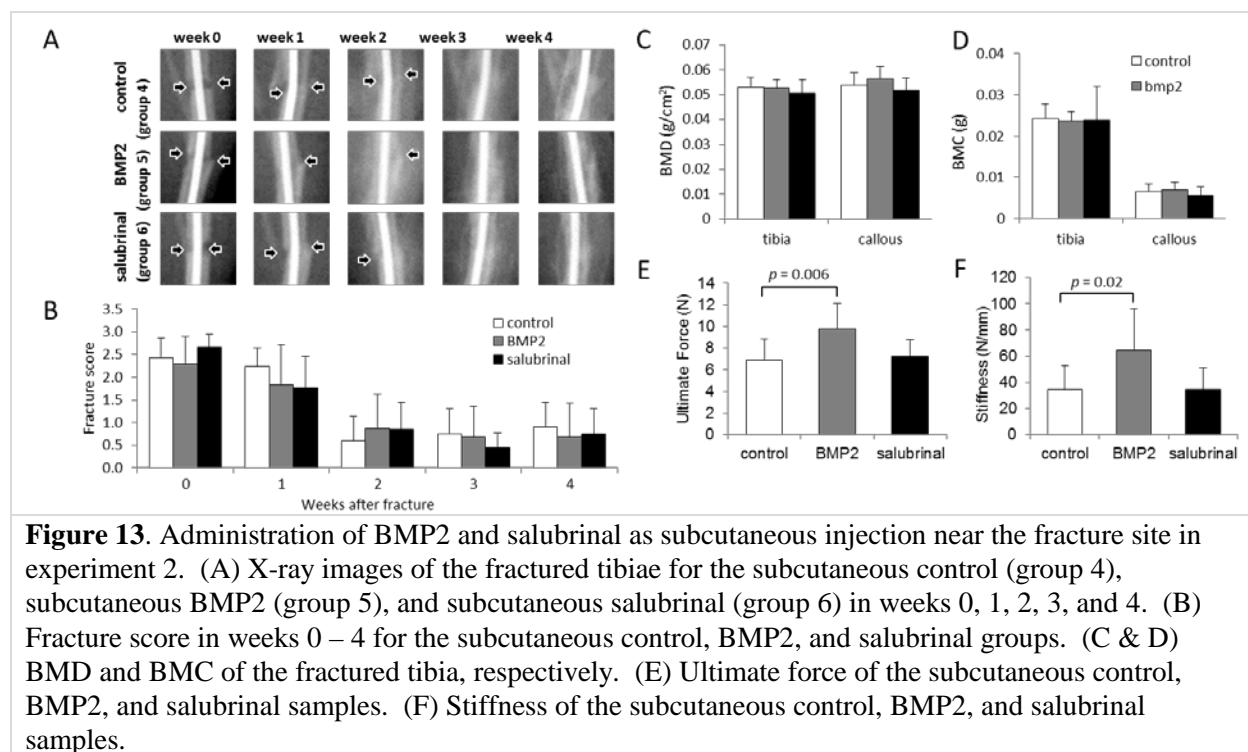 A
week 0 week 1 week 2 week 3 week 4
control
(group 4)
BMP2
(group 5)
salubrinal
(group 6)
B
3.5
3.0
2.5
2.0
1.5
1.0
0.5
0.0
Fracture score
control
BMP2
salubrinal
0 1 2 3 4
Weeks after fracture
C
0.07
0.06
0.05
0.04
0.03
0.02
0.01
0
BMD (g/cm²)
tibia callous
D
0.04
0.03
0.02
0.01
0
BMC (g)
control
bmp2
tibia callous
E
p = 0.006
14
12
10
8
6
4
2
0
Ultimate Force (N)
control BMP2 salubrinal
F
p = 0.02
120
100
80
60
40
20
0
Stiffness (N/mm)
control BMP2 salubrinal
Figure 13. Administration of BMP2 and salubrinal as subcutaneous injection near the fracture site in
experiment 2. (A) X-ray images of the fractured tibiae for the subcutaneous control (group 4),
subcutaneous BMP2 (group 5), and subcutaneous salubrinal (group 6) in weeks 0, 1, 2, 3, and 4. (B)
Fracture score in weeks 0 – 4 for the subcutaneous control, BMP2, and salubrinal groups. (C & D)
BMD and BMC of the fractured tibia, respectively. (E) Ultimate force of the subcutaneous control,
BMP2, and salubrinal samples. (F) Stiffness of the subcutaneous control, BMP2, and salubrinal
samples.